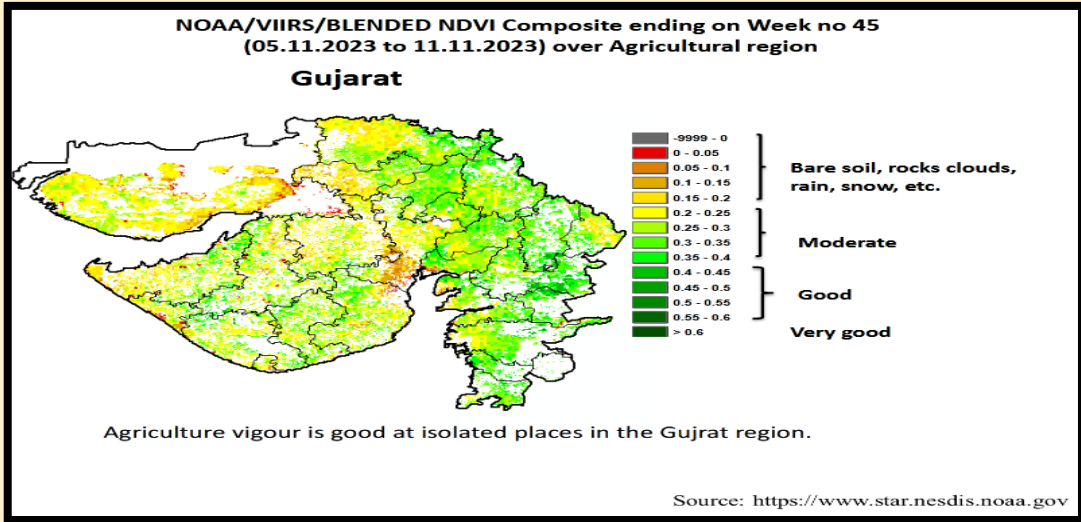 NOAA/VIIRS/BLENDED NDVI Composite ending on Week no 45
(05.11.2023 to 11.11.2023) over Agricultural region
Gujarat
-9999 - 0
0 - 0.05
0.05 - 0.1
0.1 - 0.15
0.15 - 0.2
0.2 - 0.25
0.25 - 0.3
0.3 - 0.35
0.35 - 0.4
0.4 - 0.45
0.45 - 0.5
0.5 - 0.55
0.55 - 0.6
> 0.6
Bare soil, rocks clouds,
rain, snow, etc.
Moderate
Good
Very good
Agriculture vigour is good at isolated places in the Gujrat region.
Source: https://www.star.nesdis.noaa.gov